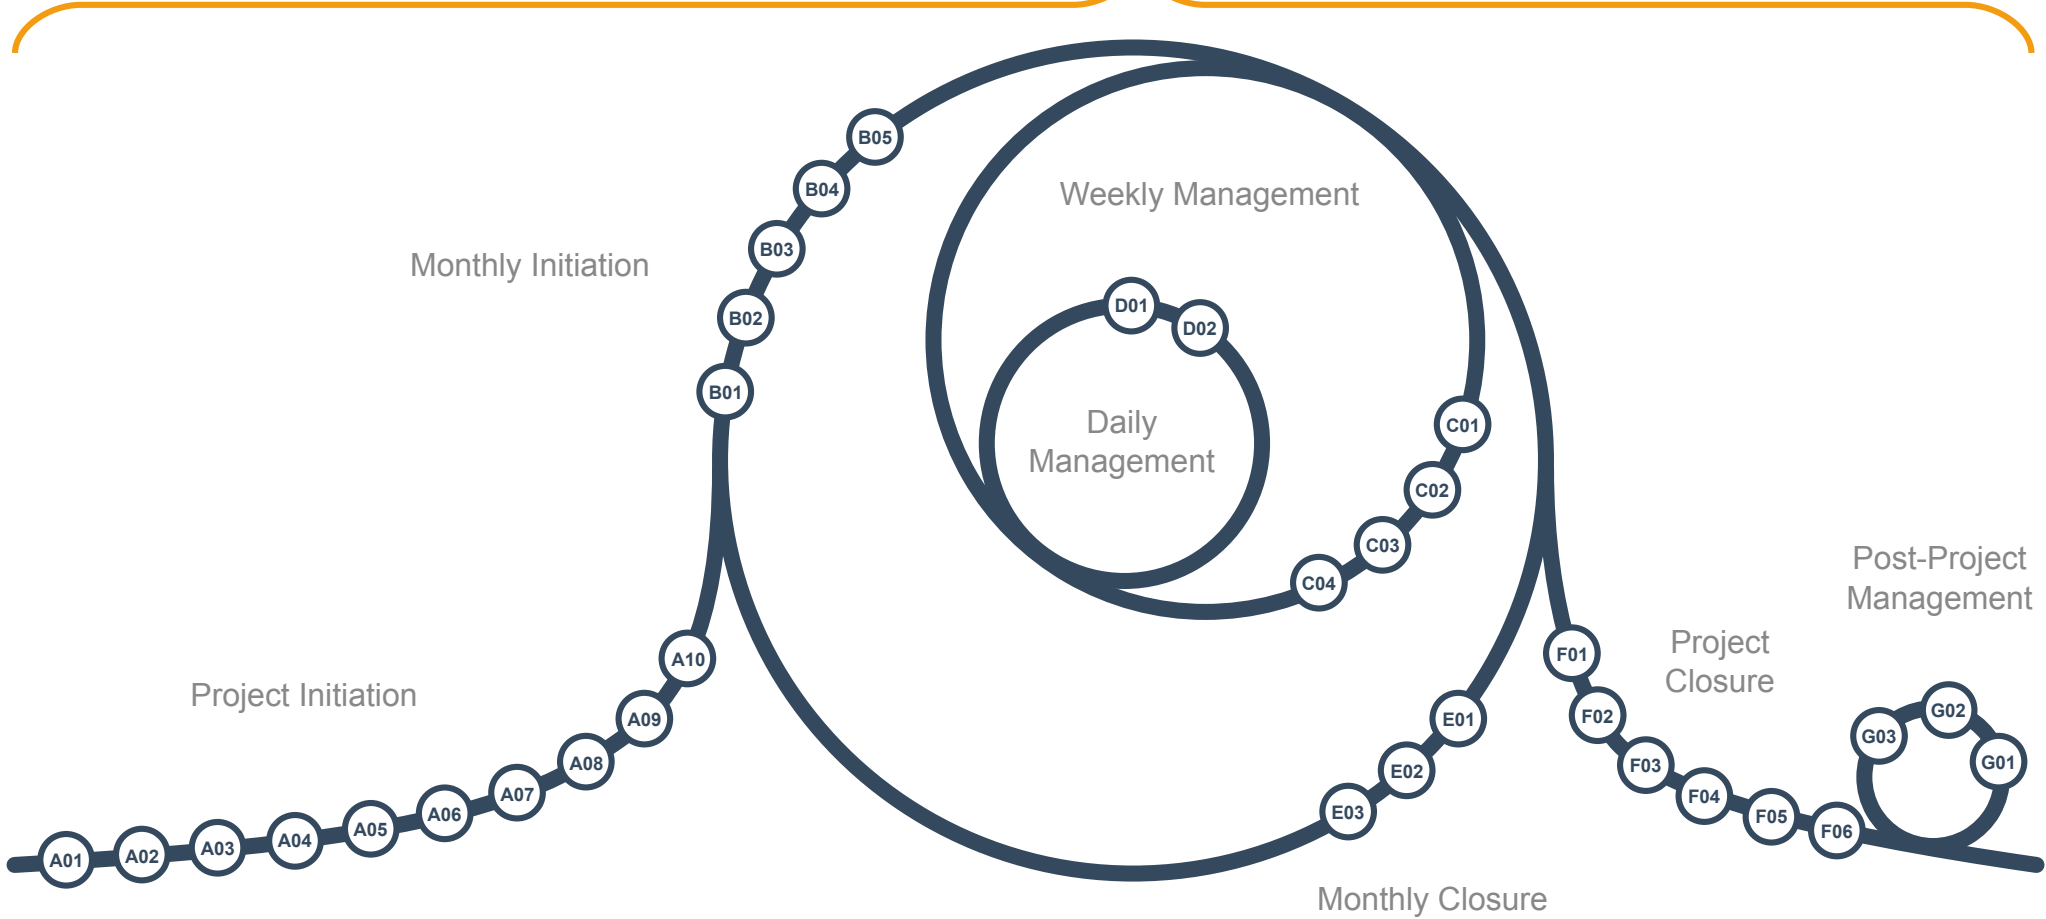 B05
B04
B03
B02
B01
Monthly Initiation
Weekly Management
D01
D02
Daily
Management
C01
C02
C03
C04
Project Initiation
A01
A02
A03
A04
A05
A06
A07
A08
A09
A10
E01
E02
E03
Monthly Closure
F01
F02
F03
F04
F05
F06
Project
Closure
Post-Project
Management
G03
G02
G01